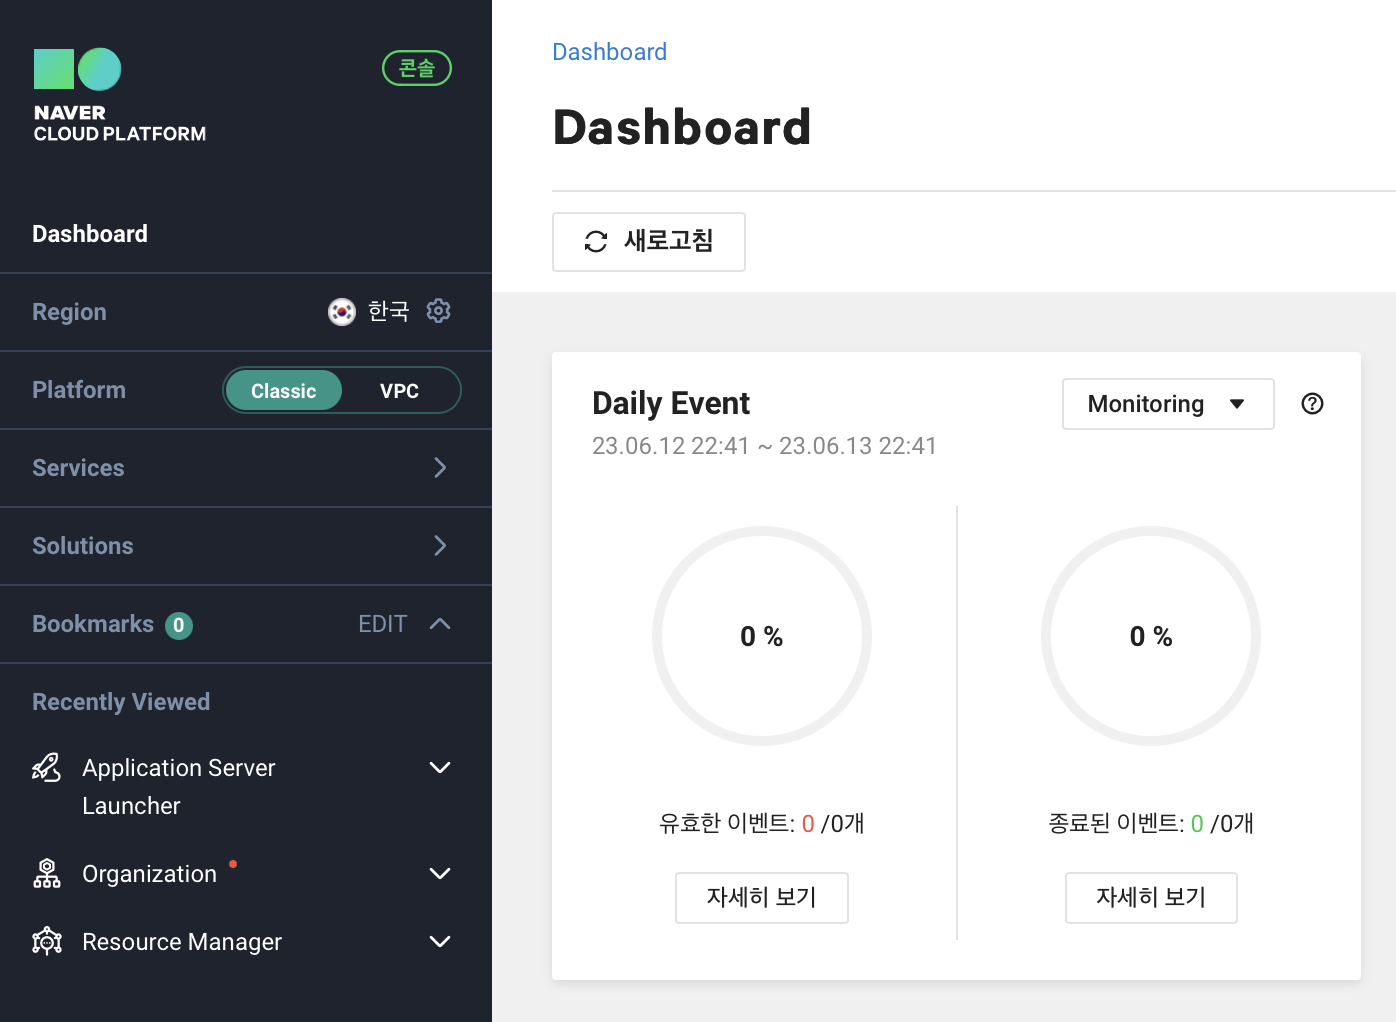 NAVER
CLOUD PLATFORM
콘솔
Dashboard
Region
한국
Platform
Classic
VPC
Services
Solutions
Bookmarks 0
EDIT
Recently Viewed
Application Server
Launcher
Organization
Resource Manager
Dashboard
Dashboard
새로고침
Daily Event
Monitoring
23.06.12 22:41 ~ 23.06.13 22:41
0 %
유효한 이벤트: 0 /0개
자세히 보기
0 %
종료된 이벤트: 0 /0개
자세히 보기